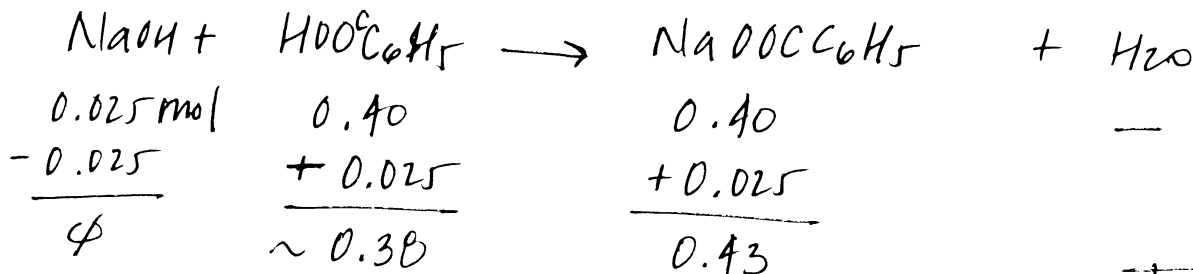 NaOH + HOOCC6H5 → NaOOCC6H5 + H2O
0.025 mol 0.40 0.40 —
- 0.025 + 0.025 + 0.025
∅ ~ 0.38 0.43